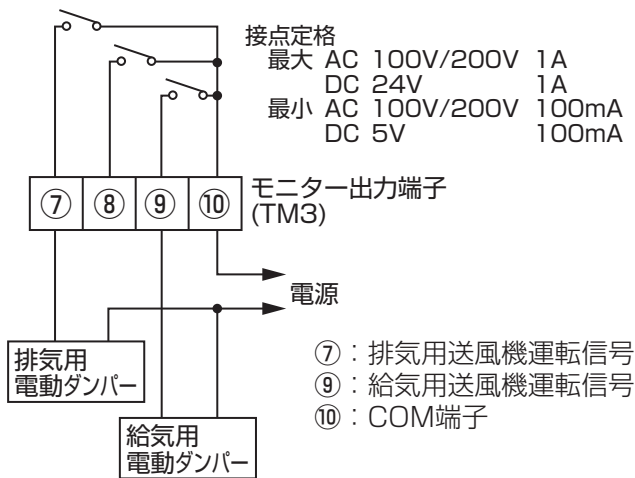 接点定格
最大 AC 100V/200V 1A
DC 24V 1A
最小 AC 100V/200V 100mA
DC 5V 100mA
⑦ ⑧ ⑨ ⑩
モニター出力端子
(TM3)
電源
排気用
電動ダンパー
給気用
電動ダンパー
⑦：排気用送風機運転信号
⑨：給気用送風機運転信号
⑩：COM端子